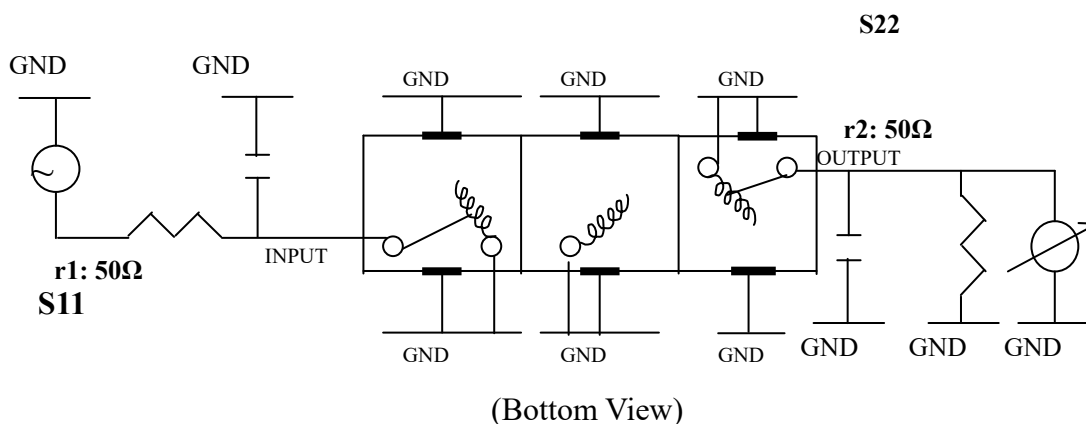 S22
GND
GND
GND
GND
GND
r2: 50Ω
OUTPUT
~
INPUT
r1: 50Ω
S11
GND
GND
GND
GND
GND
GND
(Bottom View)